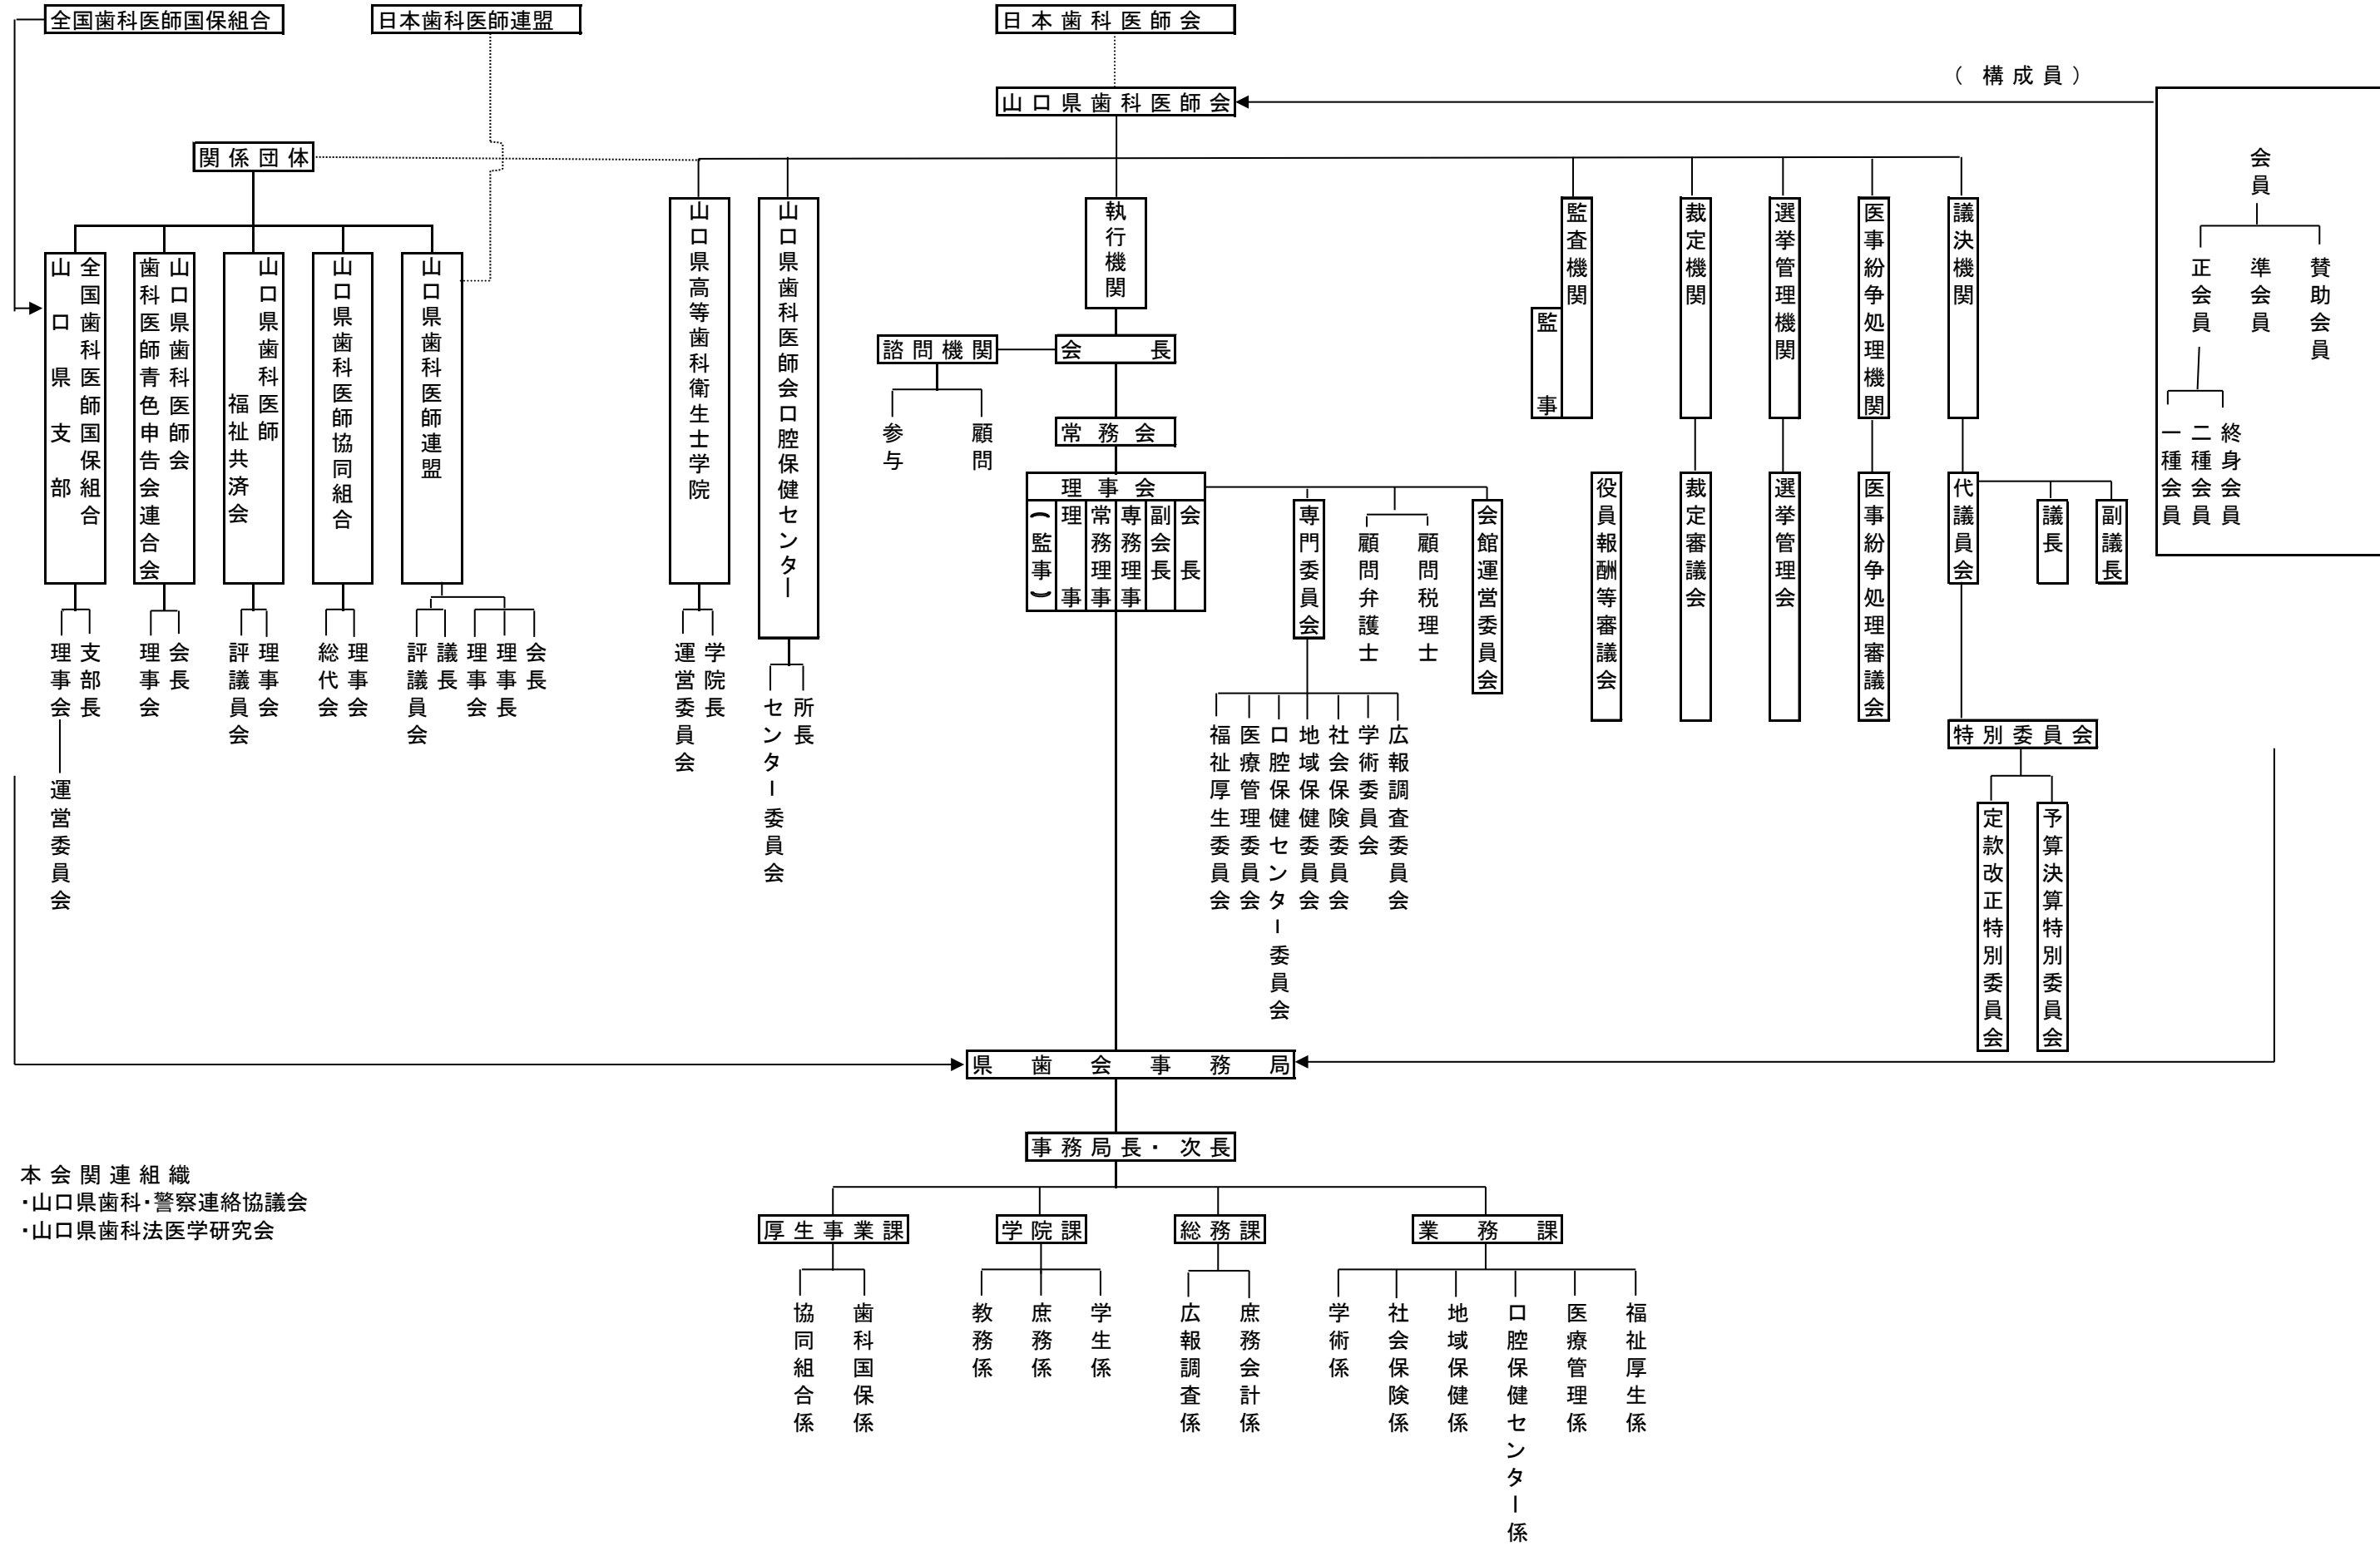 全国歯科医師国保組合
日本歯科医師連盟
日本歯科医師会
山口県歯科医師会
（構成員）
関係団体
会員
正会員
準会員
賛助会員
一種会員
二種会員
終身会員
全国歯科医師国保組合
山口県支部
山口県歯科医師会
歯科医師青色申告会連合会
山口県歯科医師
福祉共済会
山口県歯科医師協同組合
山口県歯科医師連盟
山口県高等歯科衛生士学院
山口県歯科医師会口腔保健センター
執行機関
監査機関
監事
裁定機関
選挙管理機関
医事紛争処理機関
議決機関
諮問機関
会長
参与
顧問
常務会
理事会
（監事）
理事
常務理事
専務理事
副会長
会長
専門委員会
顧問弁護士
顧問税理士
会館運営委員会
役員報酬等審議会
裁定審議会
選挙管理会
医事紛争処理審議会
代議員会
議長
副議長
支部長
理事会
運営委員会
会長
理事会
理事会
評議員会
理事会
総代会
会長
理事長
理事会
議長
評議員会
学院長
運営委員会
所長
センター委員会
福祉厚生委員会
医療管理委員会
口腔保健センター委員会
地域保健委員会
社会保険委員会
学術委員会
広報調査委員会
特別委員会
定款改正特別委員会
予算決算特別委員会
県歯会事務局
事務局長・次長
本会関連組織
・山口県歯科・警察連絡協議会
・山口県歯科法医学研究会
厚生事業課
学院課
総務課
業務課
協同組合係
歯科国保係
教務係
庶務係
学生係
広報調査係
庶務会計係
学術係
社会保険係
地域保健係
口腔保健センター係
医療管理係
福祉厚生係